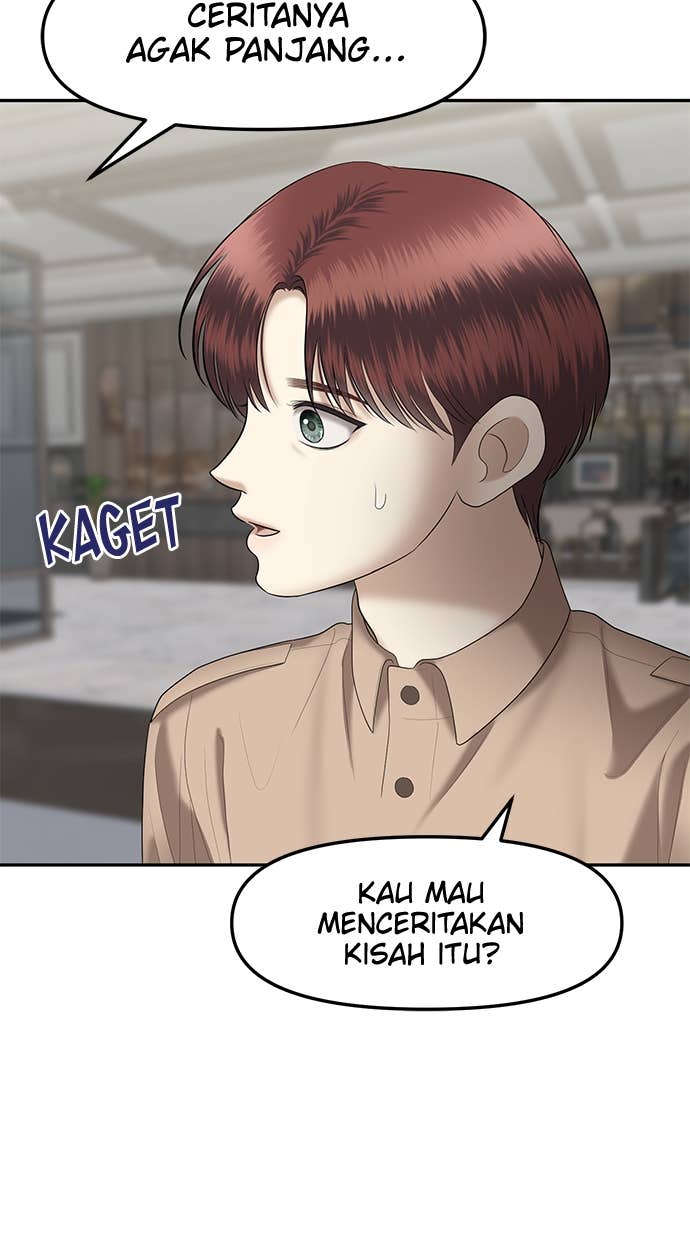 CERITANYA
AGAK PANJANG...
KAGET
KAU MAU
MENCERITAKAN
KISAH ITU?